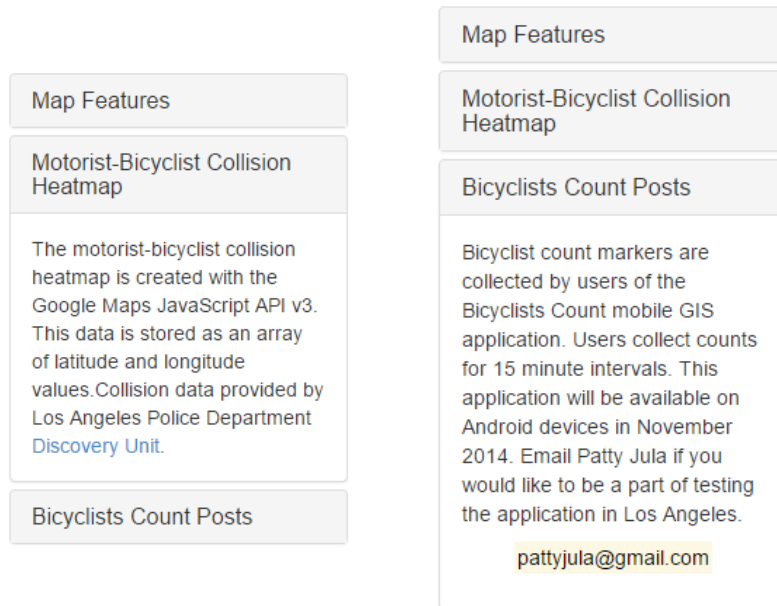 Map Features
Motorist-Bicyclist Collision
Heatmap
The motorist-bicyclist collision
heatmap is created with the
Google Maps JavaScript API v3.
This data is stored as an array
of latitude and longitude
values.Collision data provided by
Los Angeles Police Department
Discovery Unit.
Bicyclists Count Posts
Map Features
Motorist-Bicyclist Collision
Heatmap
Bicyclists Count Posts
Bicyclist count markers are
collected by users of the
Bicyclists Count mobile GIS
application. Users collect counts
for 15 minute intervals. This
application will be available on
Android devices in November
2014. Email Patty Jula if you
would like to be a part of testing
the application in Los Angeles.
pattyjula@gmail.com